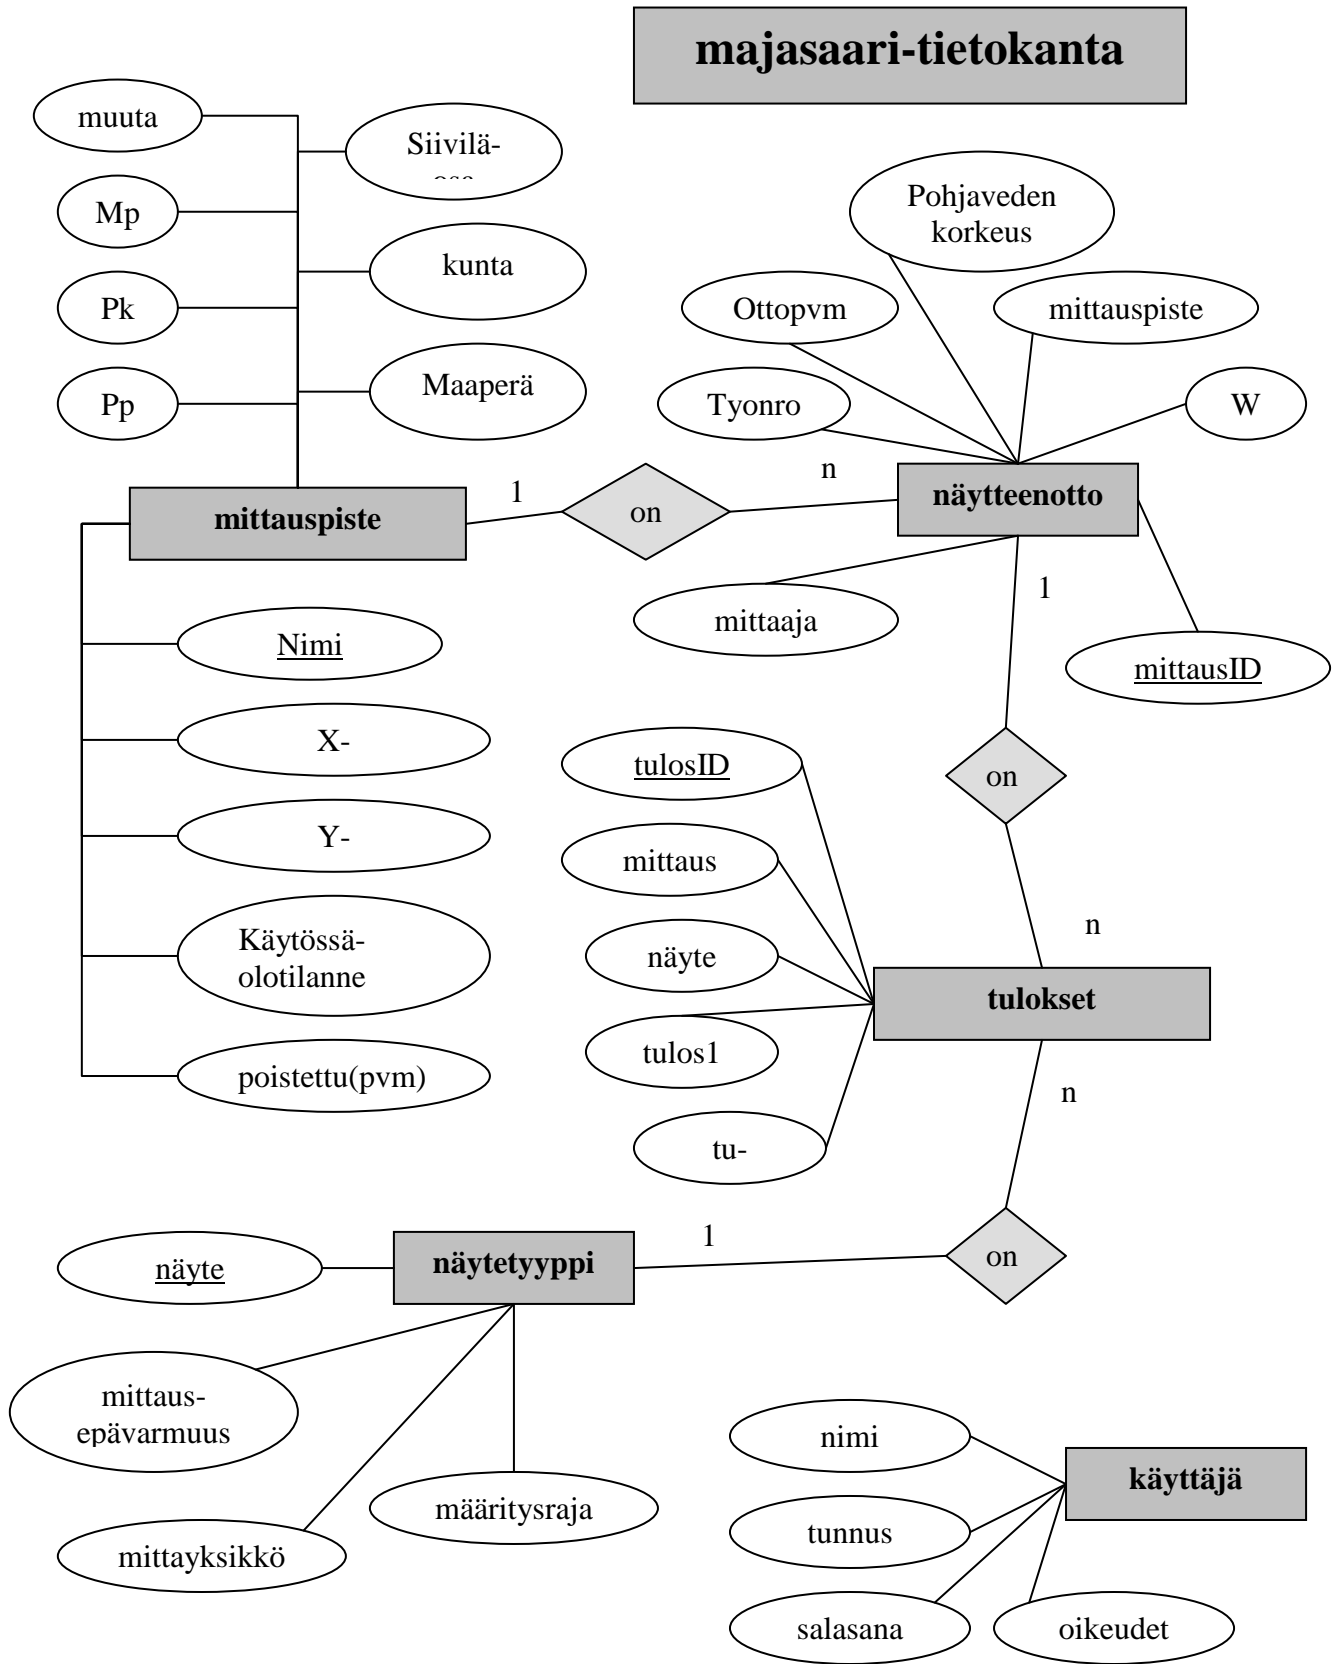 majasaari-tietokanta
muuta
Siivilä-
Mp
kunta
Pk
Maaperä
Pp
Pohjaveden
korkeus
Ottopvm
mittauspiste
Tyonro
W
mittauspiste
1
on
n
näytteenotto
mittaaja
1
mittausID
Nimi
X-
Y-
Käytössä-
olotilanne
poistettu(pvm)
tulosID
on
mittaus
näyte
n
tulokset
tulos1
n
tu-
näyte
näytetyyppi
1
on
mittaus-
epävarmuus
määritysraja
mittayksikkö
nimi
käyttäjä
tunnus
salasana
oikeudet